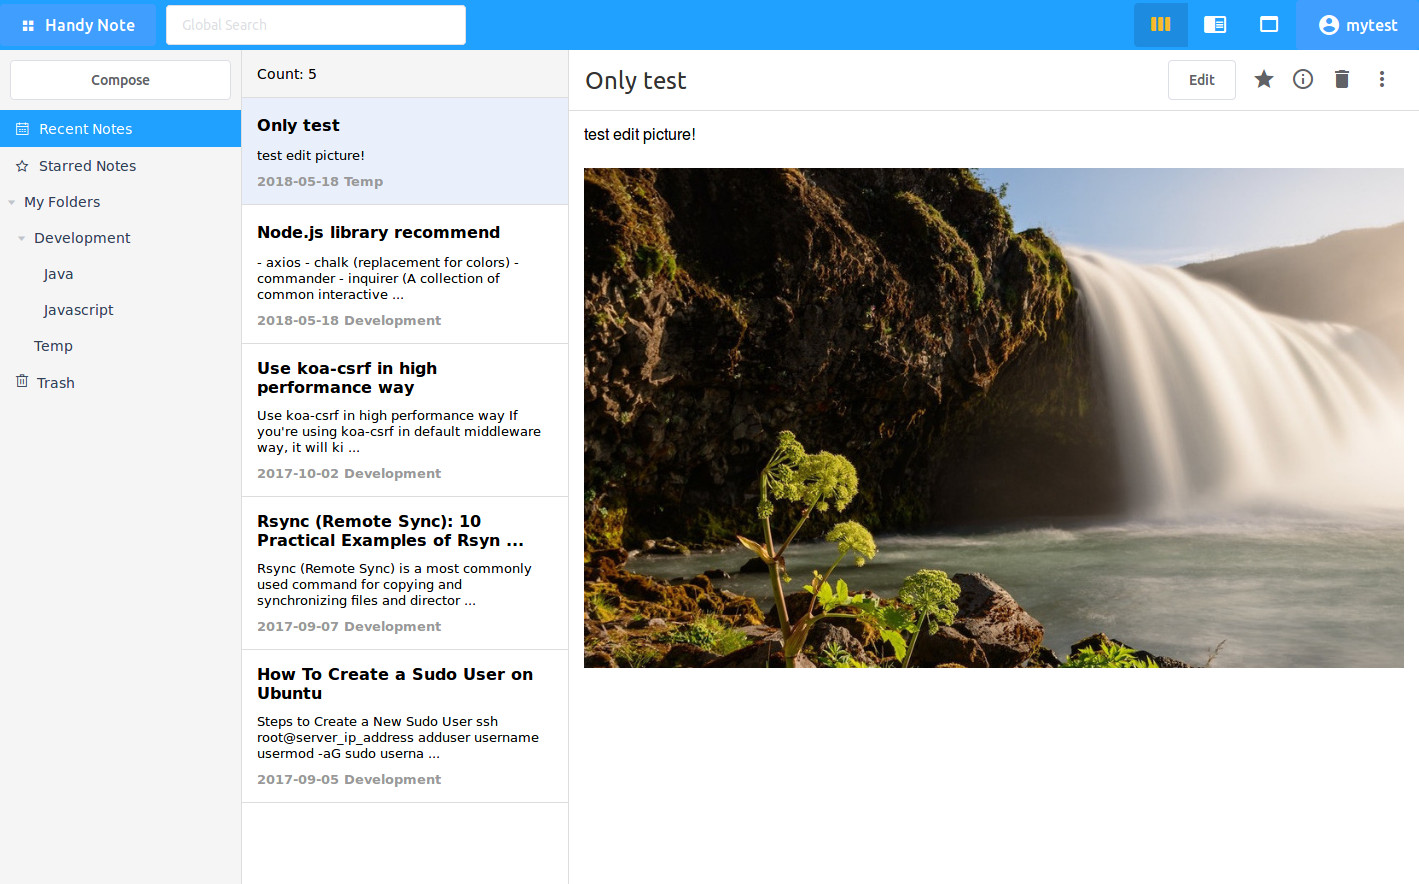 Handy Note
Global Search
mytest
Compose
Recent Notes
Starred Notes
My Folders
Development
Java
Javascript
Temp
Trash
Count: 5
Only test
test edit picture!
2018-05-18 Temp
Node.js library recommend
- axios - chalk (replacement for colors) -
commander - inquirer (A collection of
common interactive ...
2018-05-18 Development
Use koa-csrf in high
performance way
Use koa-csrf in high performance way If
you're using koa-csrf in default middleware
way, it will ki ...
2017-10-02 Development
Rsync (Remote Sync): 10
Practical Examples of Rsyn ...
Rsync (Remote Sync) is a most commonly
used command for copying and
synchronizing files and director ...
2017-09-07 Development
How To Create a Sudo User on
Ubuntu
Steps to Create a New Sudo User ssh
root@server_ip_address adduser username
usermod -aG sudo userna ...
2017-09-05 Development
Only test
Edit
test edit picture!